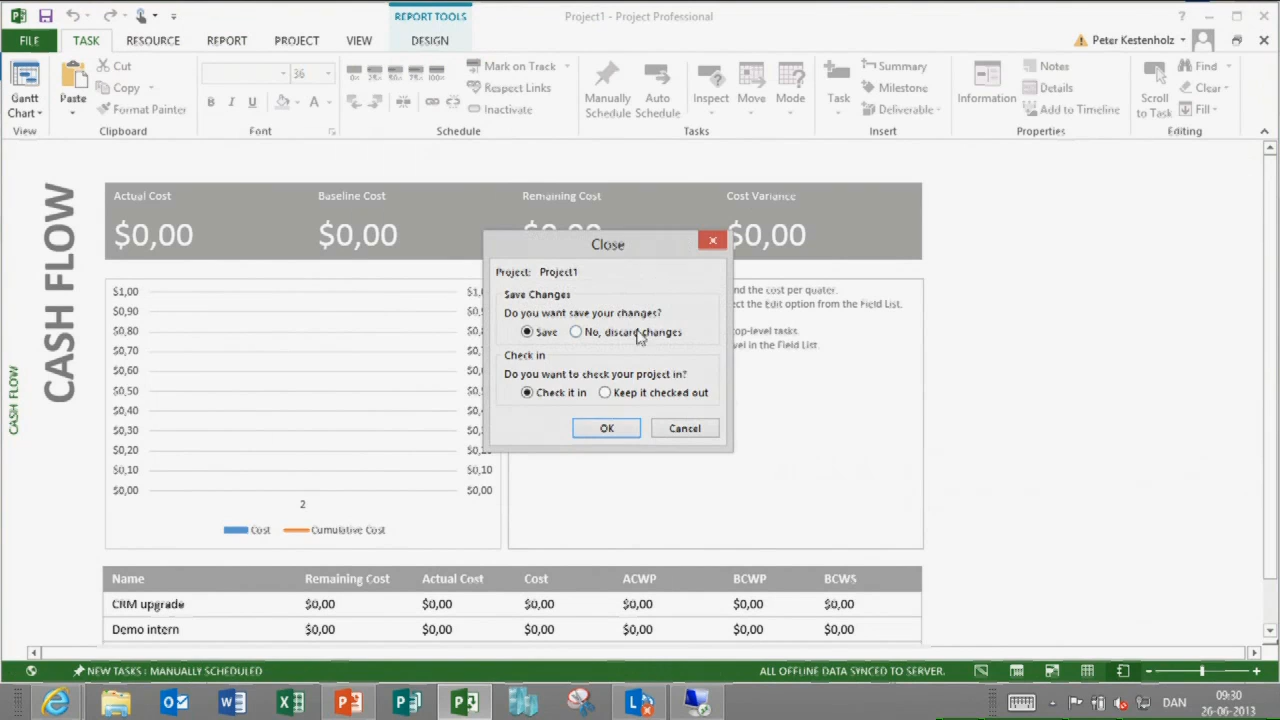 REPORT TOOLS
Project1 - Project Professional
FILE TASK RESOURCE REPORT PROJECT VIEW DESIGN
Peter Kestenholz
Gantt Chart
View
Paste
Cut
Copy
Format Painter
Clipboard
36
B I U A
Font
0% 25% 50% 75% 100%
Mark on Track
Respect Links
Inactivate
Schedule
Manually Schedule
Auto Schedule
Inspect
Move
Mode
Tasks
Task
Summary
Milestone
Deliverable
Insert
Information
Notes
Details
Add to Timeline
Properties
Scroll to Task
Find
Clear
Fill
Editing
CASH FLOW
CASH FLOW
Actual Cost Baseline Cost Remaining Cost Cost Variance
$0,00 $0,00 $0,00 $0,00
Close
Project: Project1
Save Changes
Do you want save your changes?
Save No, discard changes
Check in
Do you want to check your project in?
Check it in Keep it checked out
OK Cancel
$1,00
$0,90
$0,80
$0,70
$0,60
$0,50
$0,40
$0,30
$0,20
$0,10
$0,00
$0,10
$0,00
2
Cost Cumulative Cost
nd the cost per quater.
ect the Edit option from the Field List.
top-level tasks.
vel in the Field List.
Name Remaining Cost Actual Cost Cost ACWP BCWP BCWS
CRM upgrade $0,00 $0,00 $0,00 $0,00 $0,00 $0,00
Demo intern $0,00 $0,00 $0,00 $0,00 $0,00 $0,00
NEW TASKS : MANUALLY SCHEDULED
ALL OFFLINE DATA SYNCED TO SERVER.
DAN
09:30
26-06-2013